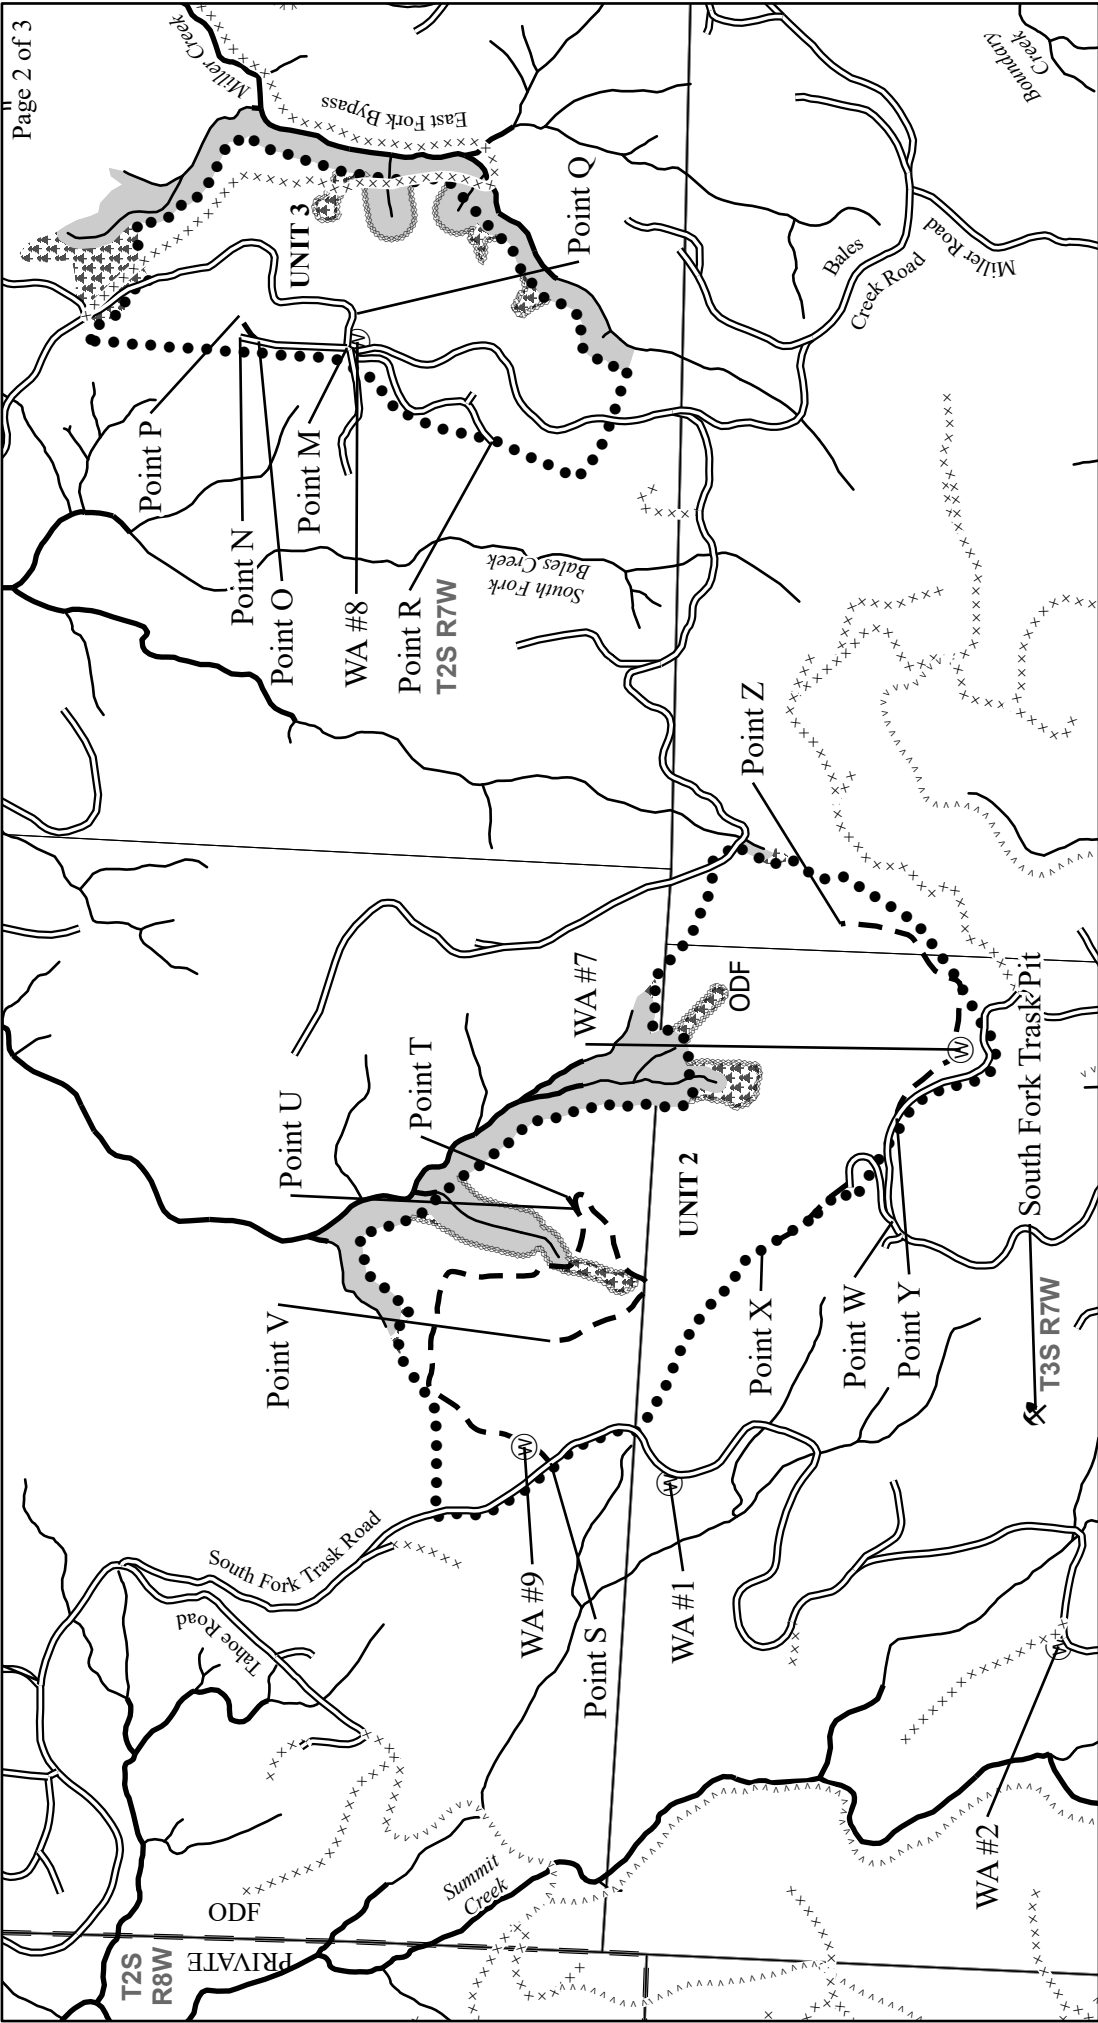 Page 2 of 3
Miller Creek
East Fork Bypass
Boundary
Creek
UNIT 3
Point Q
Bales
Creek Road
Miller Road
Point P
Point N
Point O
Point M
WA #8
Point R
T2S R7W
South Fork
Bales Creek
Point Z
WA #7
ODF
Point U
Point T
UNIT 2
South Fork Trask Pit
Point V
Point X
Point W
Point Y
T3S R7W
W
W
W
W
W
South Fork Trask Road
Tahoe Road
WA #9
Point S
WA #1
WA #2
Summit
Creek
ODF
PRIVATE
T2S
R8W